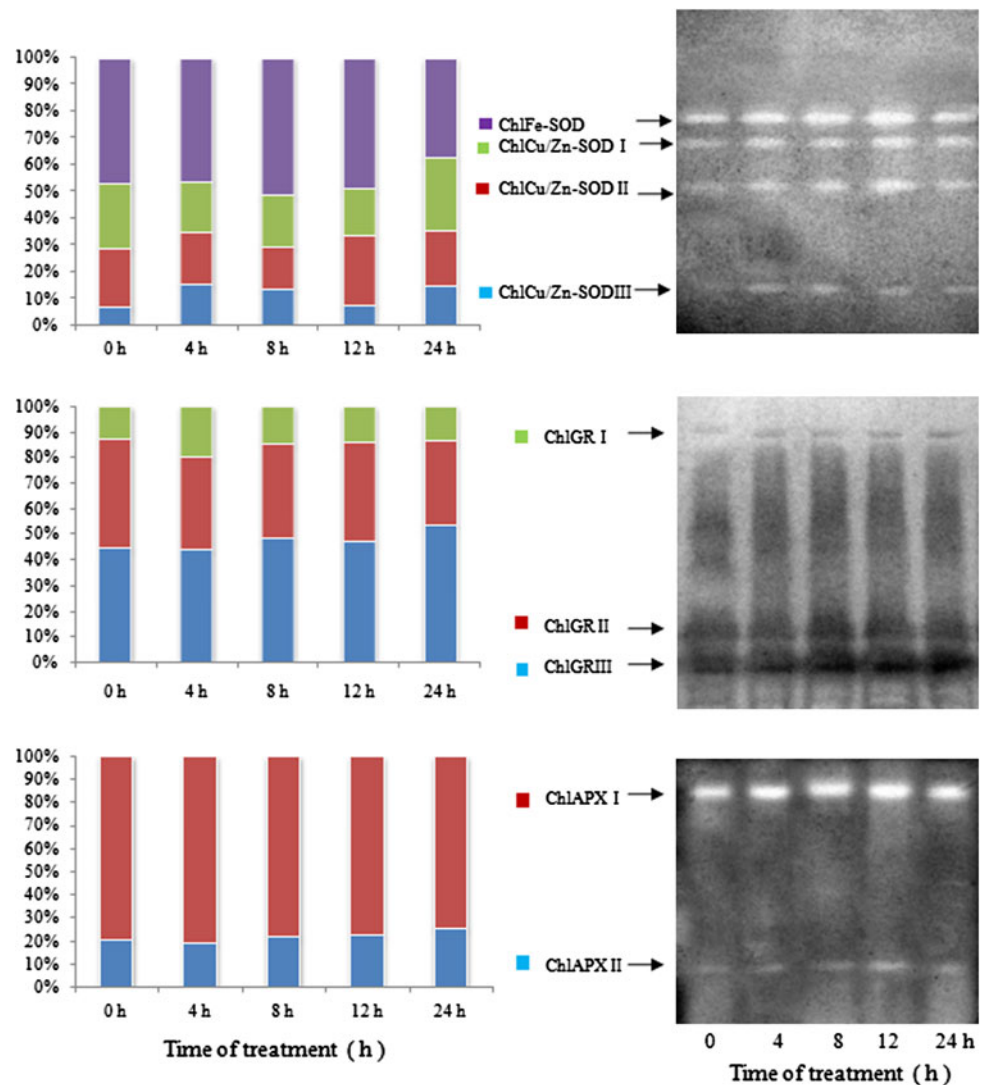 100%
90%
80%
70%
60%
50%
40%
30%
20%
10%
0%
0 h 4 h 8 h 12 h 24 h
ChlFe-SOD
ChlCu/Zn-SOD I
ChlCu/Zn-SOD II
ChlCu/Zn-SODIII
100%
90%
80%
70%
60%
50%
40%
30%
20%
10%
0%
0 h 4 h 8 h 12 h 24 h
ChlGR I
ChlGR II
ChlGRIII
100%
90%
80%
70%
60%
50%
40%
30%
20%
10%
0%
0 h 4 h 8 h 12 h 24 h
Time of treatment ( h )
ChlAPX I
ChlAPX II
0 4 8 12 24 h
Time of treatment ( h )